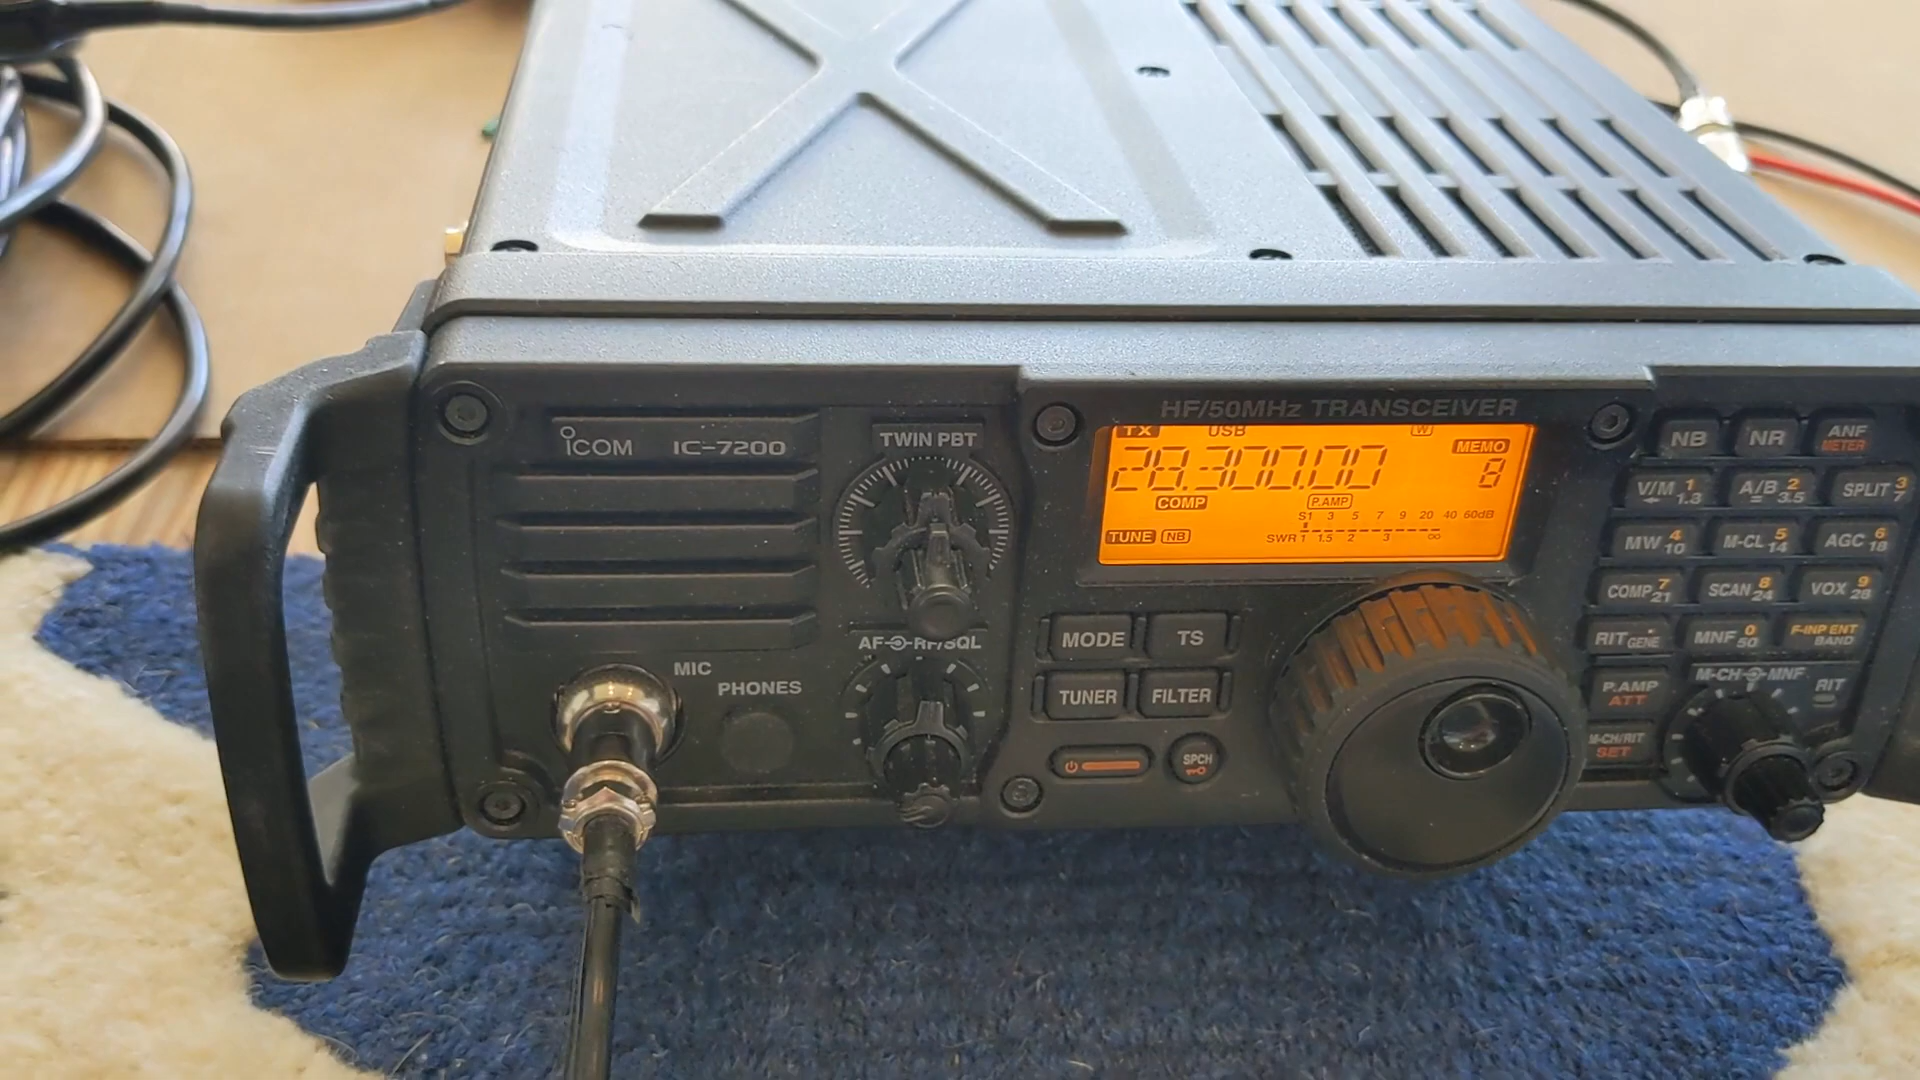 ICOM IC-7200
HF/50MHz TRANSCEIVER
TWIN PBT
TX USB W
28.300.00
MEMO
8
COMP P.AMP
S1 3 5 7 9 20 40 60dB
TUNE NB
SWR 1 1.5 2 3 ∞
AF RF/SQL
MIC
PHONES
MODE TS
TUNER FILTER
SPCH
NB NR ANF
METER
V/M 1 1.8 A/B 2 3.5 SPLIT 3 7
MW 4 10 M-CL 5 14 AGC 6 18
COMP 7 21 SCAN 8 24 VOX 9 28
RIT GENE MNF 0 50 F-INP ENT
BAND
P.AMP
ATT
M-CH MNF
RIT
M-CH/RIT
SET